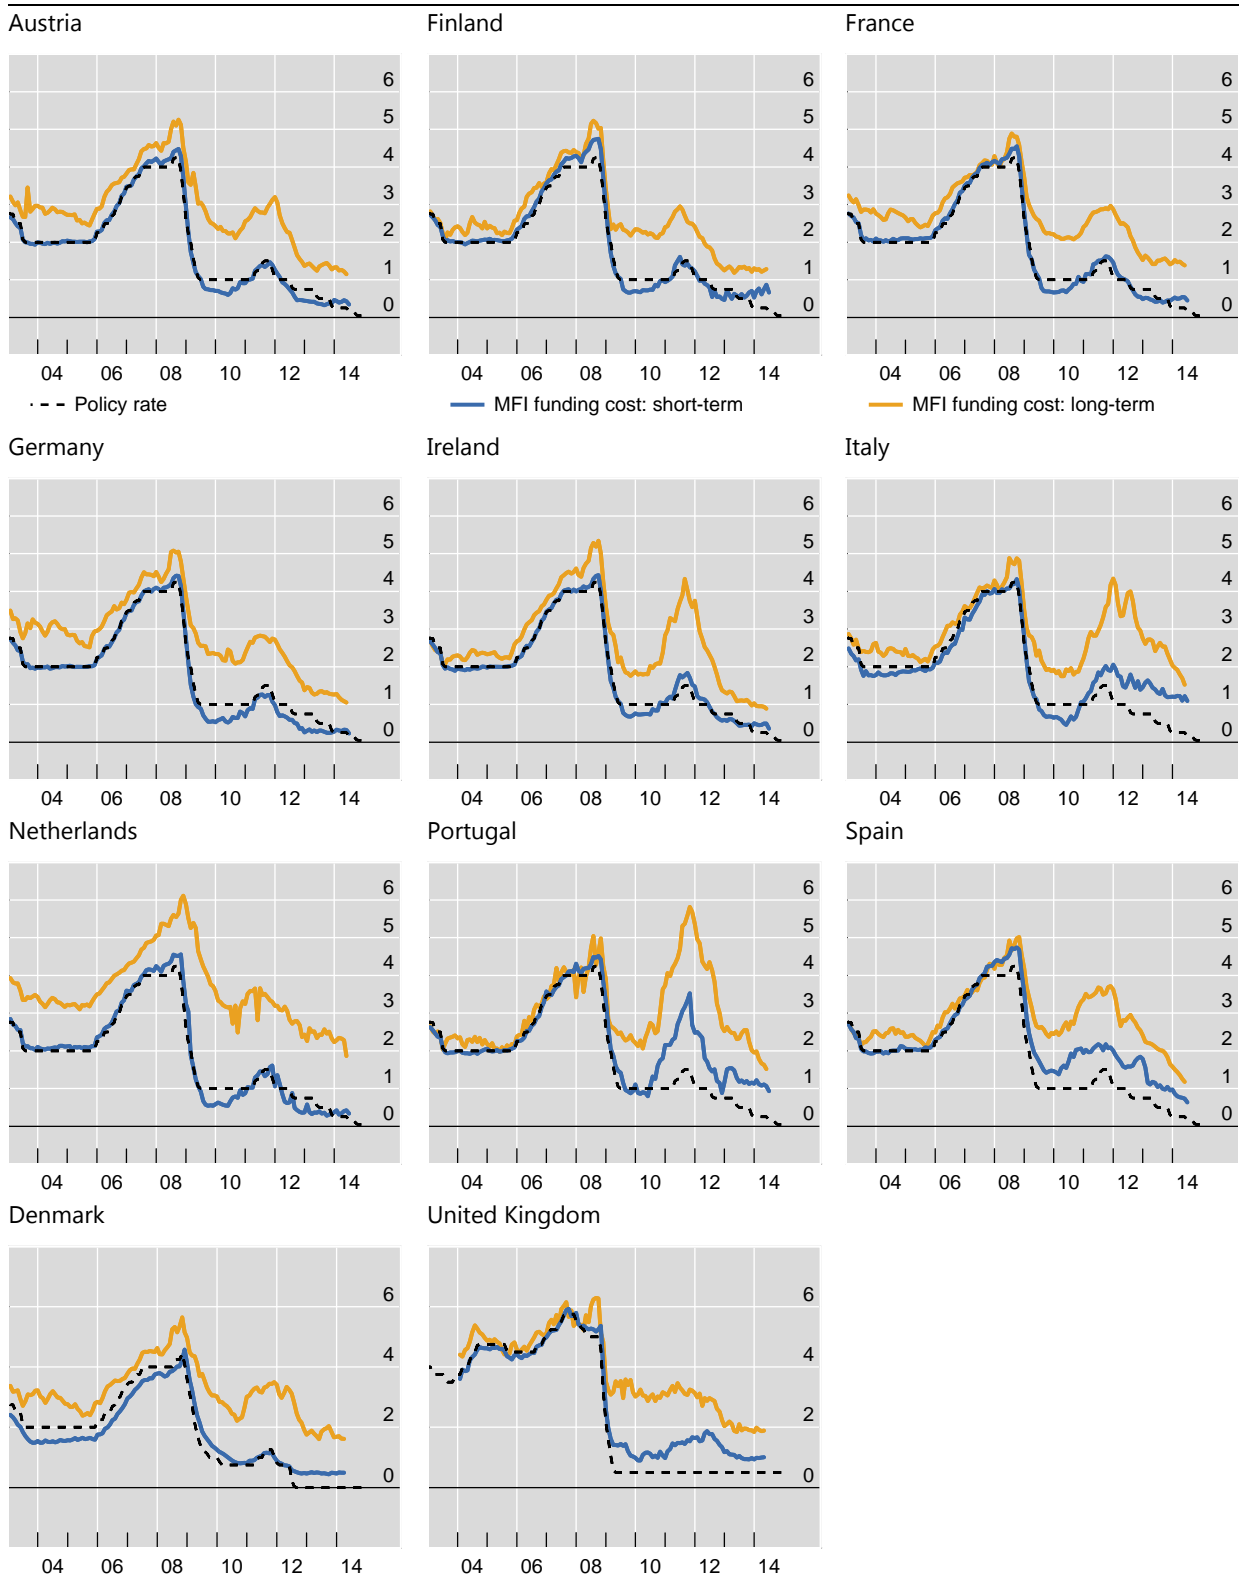 Austria
Finland
France
6 6 6
5 5 5
4 4 4
3 3 3
2 2 2
1 1 1
0 0 0
04 06 08 10 12 14 04 06 08 10 12 14 04 06 08 10 12 14
Policy rate
MFI funding cost: short-term
MFI funding cost: long-term
Germany
Ireland
Italy
6 6 6
5 5 5
4 4 4
3 3 3
2 2 2
1 1 1
0 0 0
04 06 08 10 12 14 04 06 08 10 12 14 04 06 08 10 12 14
Netherlands
Portugal
Spain
6 6 6
5 5 5
4 4 4
3 3 3
2 2 2
1 1 1
0 0 0
04 06 08 10 12 14 04 06 08 10 12 14 04 06 08 10 12 14
Denmark
United Kingdom
6 6
4 4
2 2
0 0
04 06 08 10 12 14 04 06 08 10 12 14